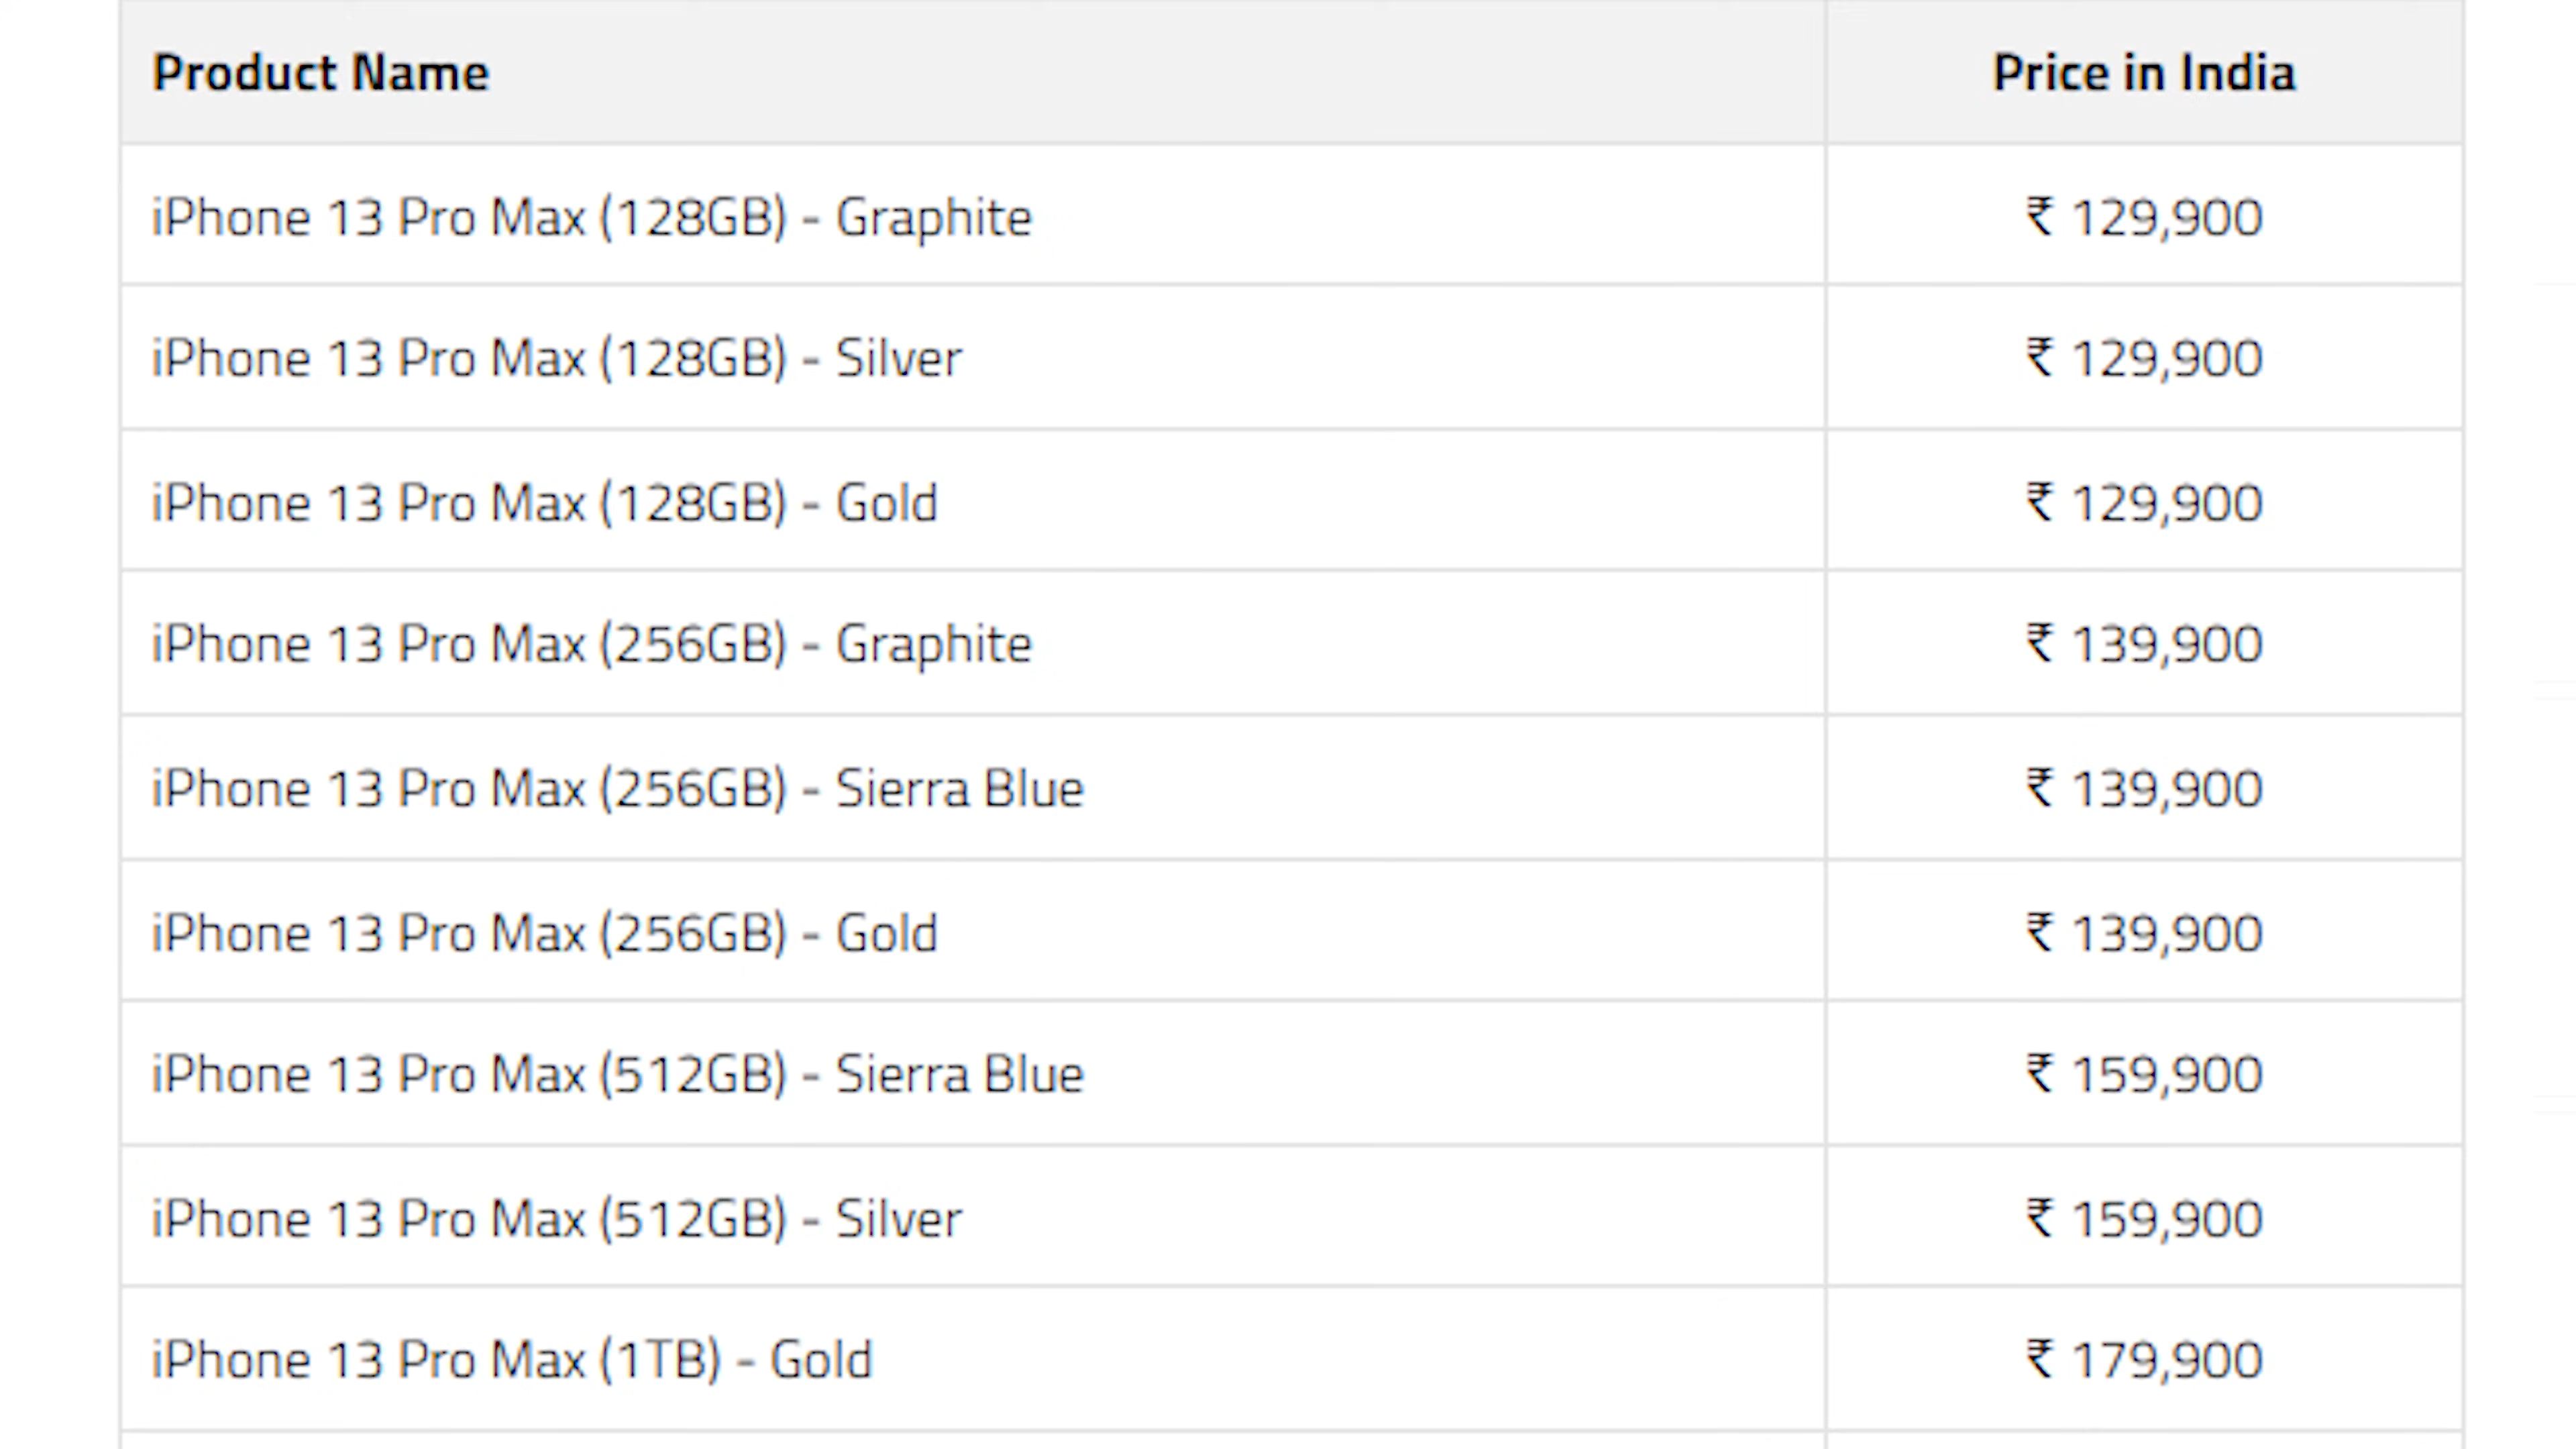 Product Name Price in India
iPhone 13 Pro Max (128GB) - Graphite ₹ 129,900
iPhone 13 Pro Max (128GB) - Silver ₹ 129,900
iPhone 13 Pro Max (128GB) - Gold ₹ 129,900
iPhone 13 Pro Max (256GB) - Graphite ₹ 139,900
iPhone 13 Pro Max (256GB) - Sierra Blue ₹ 139,900
iPhone 13 Pro Max (256GB) - Gold ₹ 139,900
iPhone 13 Pro Max (512GB) - Sierra Blue ₹ 159,900
iPhone 13 Pro Max (512GB) - Silver ₹ 159,900
iPhone 13 Pro Max (1TB) - Gold ₹ 179,900